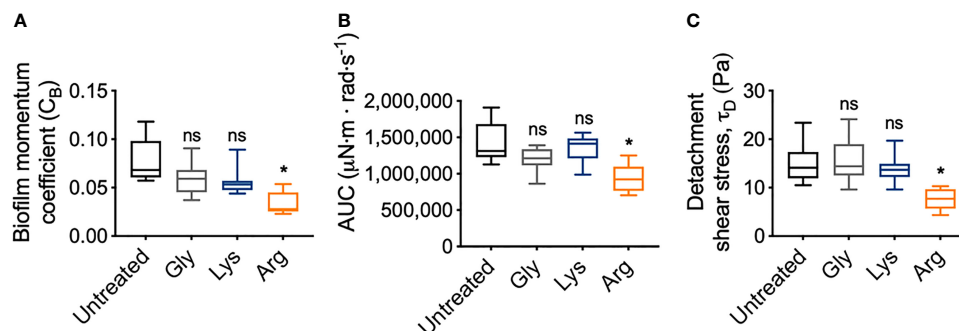 A
Biofilm momentum
coefficient (C_B)
0.15
0.10
0.05
0.00
ns
ns
*
Untreated
Gly
Lys
Arg
B
AUC (µN·m · rad·s⁻¹)
2,000,000
1,500,000
1,000,000
500,000
0
ns
ns
*
Untreated
Gly
Lys
Arg
C
Detachment
shear stress, τ_D (Pa)
30
20
10
0
ns
ns
*
Untreated
Gly
Lys
Arg